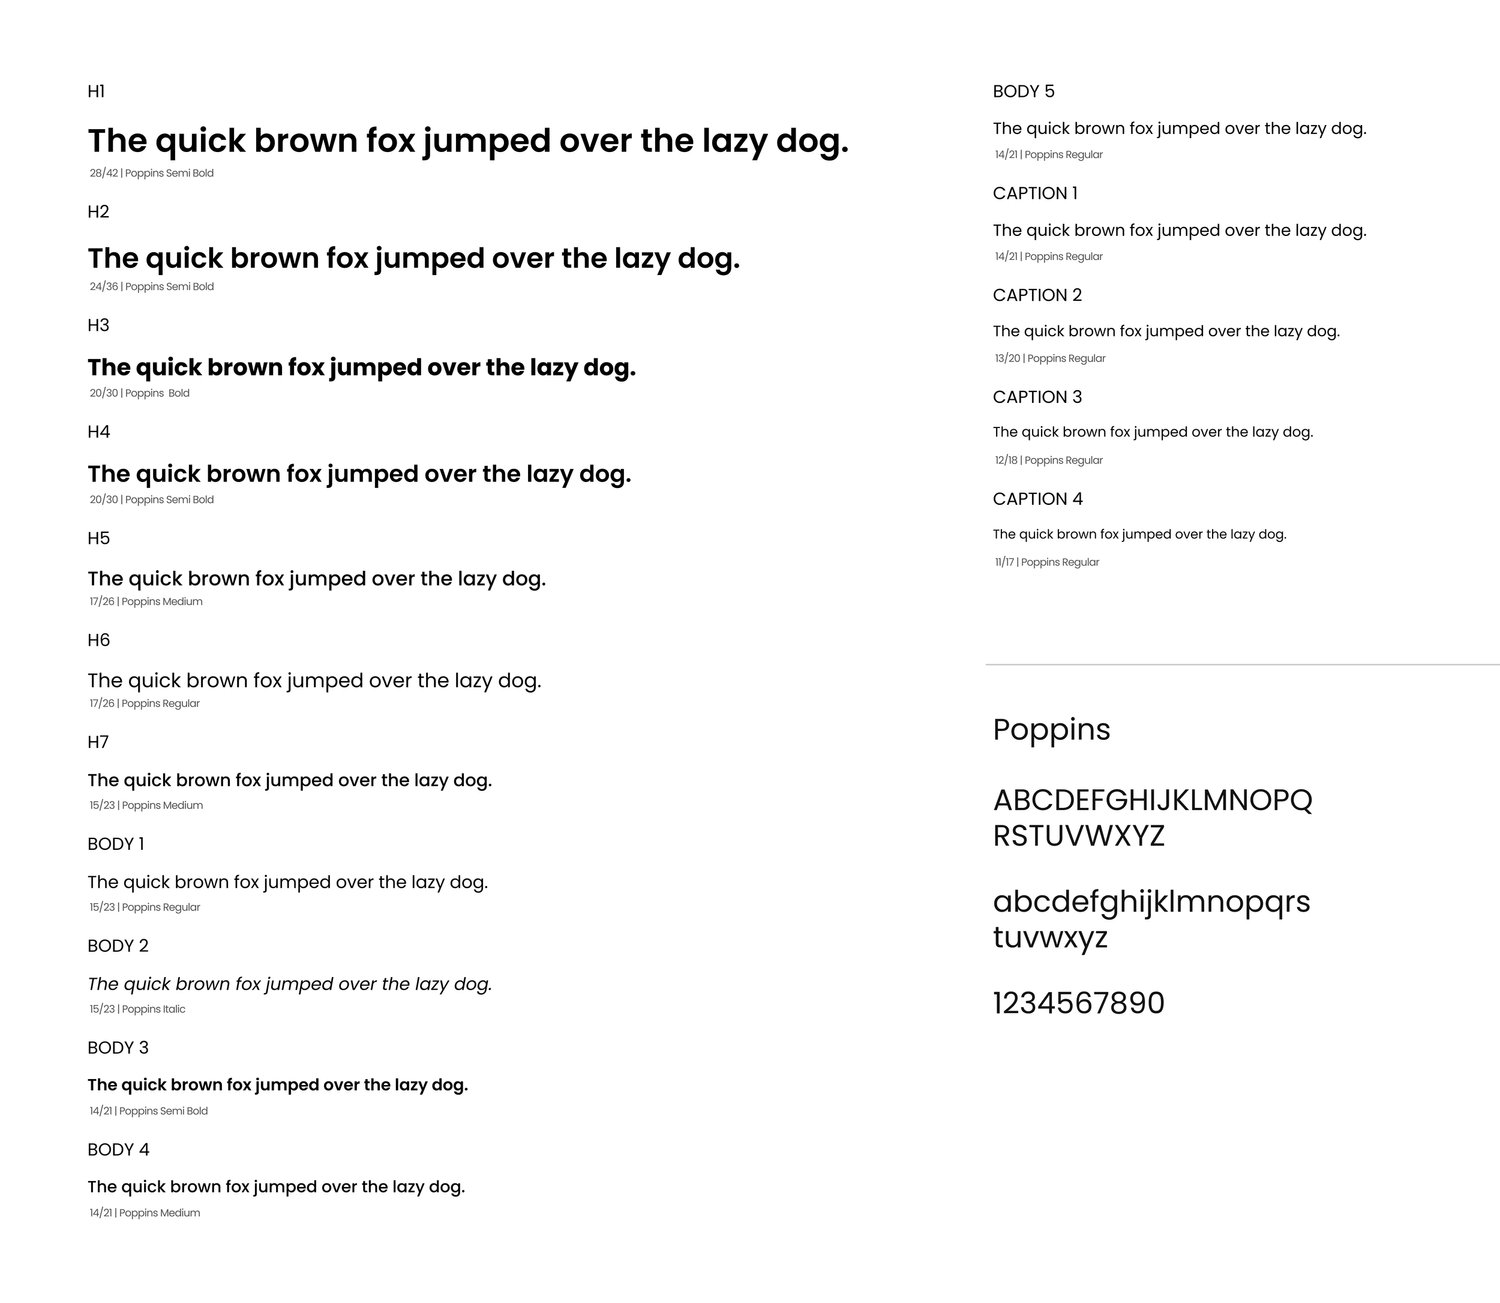 H1
The quick brown fox jumped over the lazy dog.
28/42 | Poppins Semi Bold
H2
The quick brown fox jumped over the lazy dog.
24/36 | Poppins Semi Bold
H3
The quick brown fox jumped over the lazy dog.
20/30 | Poppins Bold
H4
The quick brown fox jumped over the lazy dog.
20/30 | Poppins Semi Bold
H5
The quick brown fox jumped over the lazy dog.
17/26 | Poppins Medium
H6
The quick brown fox jumped over the lazy dog.
17/26 | Poppins Regular
H7
The quick brown fox jumped over the lazy dog.
15/23 | Poppins Medium
BODY 1
The quick brown fox jumped over the lazy dog.
15/23 | Poppins Regular
BODY 2
The quick brown fox jumped over the lazy dog.
15/23 | Poppins Italic
BODY 3
The quick brown fox jumped over the lazy dog.
14/21 | Poppins Semi Bold
BODY 4
The quick brown fox jumped over the lazy dog.
14/21 | Poppins Medium
BODY 5
The quick brown fox jumped over the lazy dog.
14/21 | Poppins Regular
CAPTION 1
The quick brown fox jumped over the lazy dog.
14/21 | Poppins Regular
CAPTION 2
The quick brown fox jumped over the lazy dog.
13/20 | Poppins Regular
CAPTION 3
The quick brown fox jumped over the lazy dog.
12/18 | Poppins Regular
CAPTION 4
The quick brown fox jumped over the lazy dog.
11/17 | Poppins Regular
Poppins
ABCDEFGHIJKLMNOPQ
RSTUVWXYZ
abcdefghijklmnopqrs
tuvwxyz
1234567890